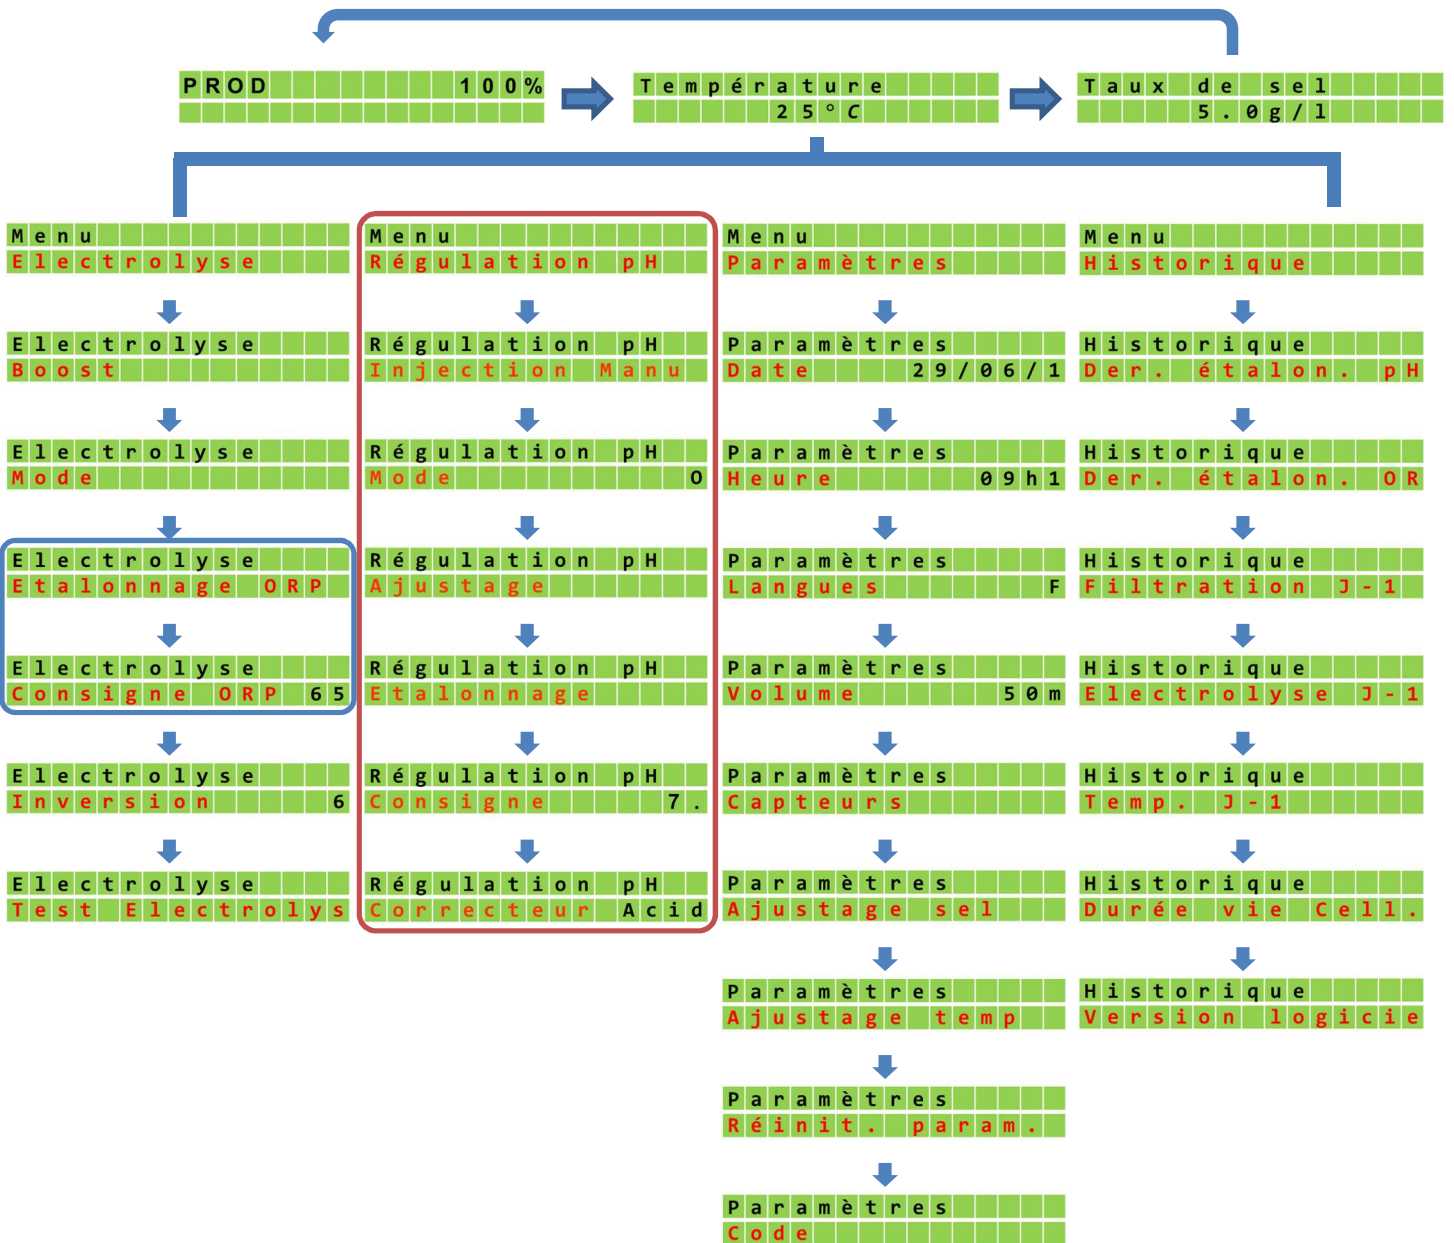 PROD 100%
Température
25°C
Taux de sel
5.0g/l
Menu
Electrolyse
Electrolyse
Boost
Electrolyse
Mode
Electrolyse
Etalonnage ORP
Electrolyse
Consigne ORP 65
Electrolyse
Inversion 6
Electrolyse
Test Electrolys
Menu
Régulation pH
Régulation pH
Injection Manu
Régulation pH
Mode O
Régulation pH
Ajustage
Régulation pH
Etalonnage
Régulation pH
Consigne 7.
Régulation pH
Correcteur Acid
Menu
Paramètres
Paramètres
Date 29/06/1
Paramètres
Heure 09h1
Paramètres
Langues F
Paramètres
Volume 50m
Paramètres
Capteurs
Paramètres
Ajustage sel
Paramètres
Ajustage temp
Paramètres
Réinit. param.
Paramètres
Code
Menu
Historique
Historique
Der. étalon. pH
Historique
Der. étalon. OR
Historique
Filtration J-1
Historique
Electrolyse J-1
Historique
Temp. J-1
Historique
Durée vie Cell.
Historique
Version logicie